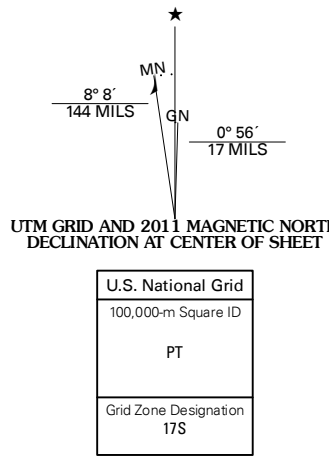 ★
MN
GN
8° 8´
144 MILS
0° 56´
17 MILS
UTM GRID AND 2011 MAGNETIC NORTH
DECLINATION AT CENTER OF SHEET
U.S. National Grid
100,000-m Square ID
PT
Grid Zone Designation
17S